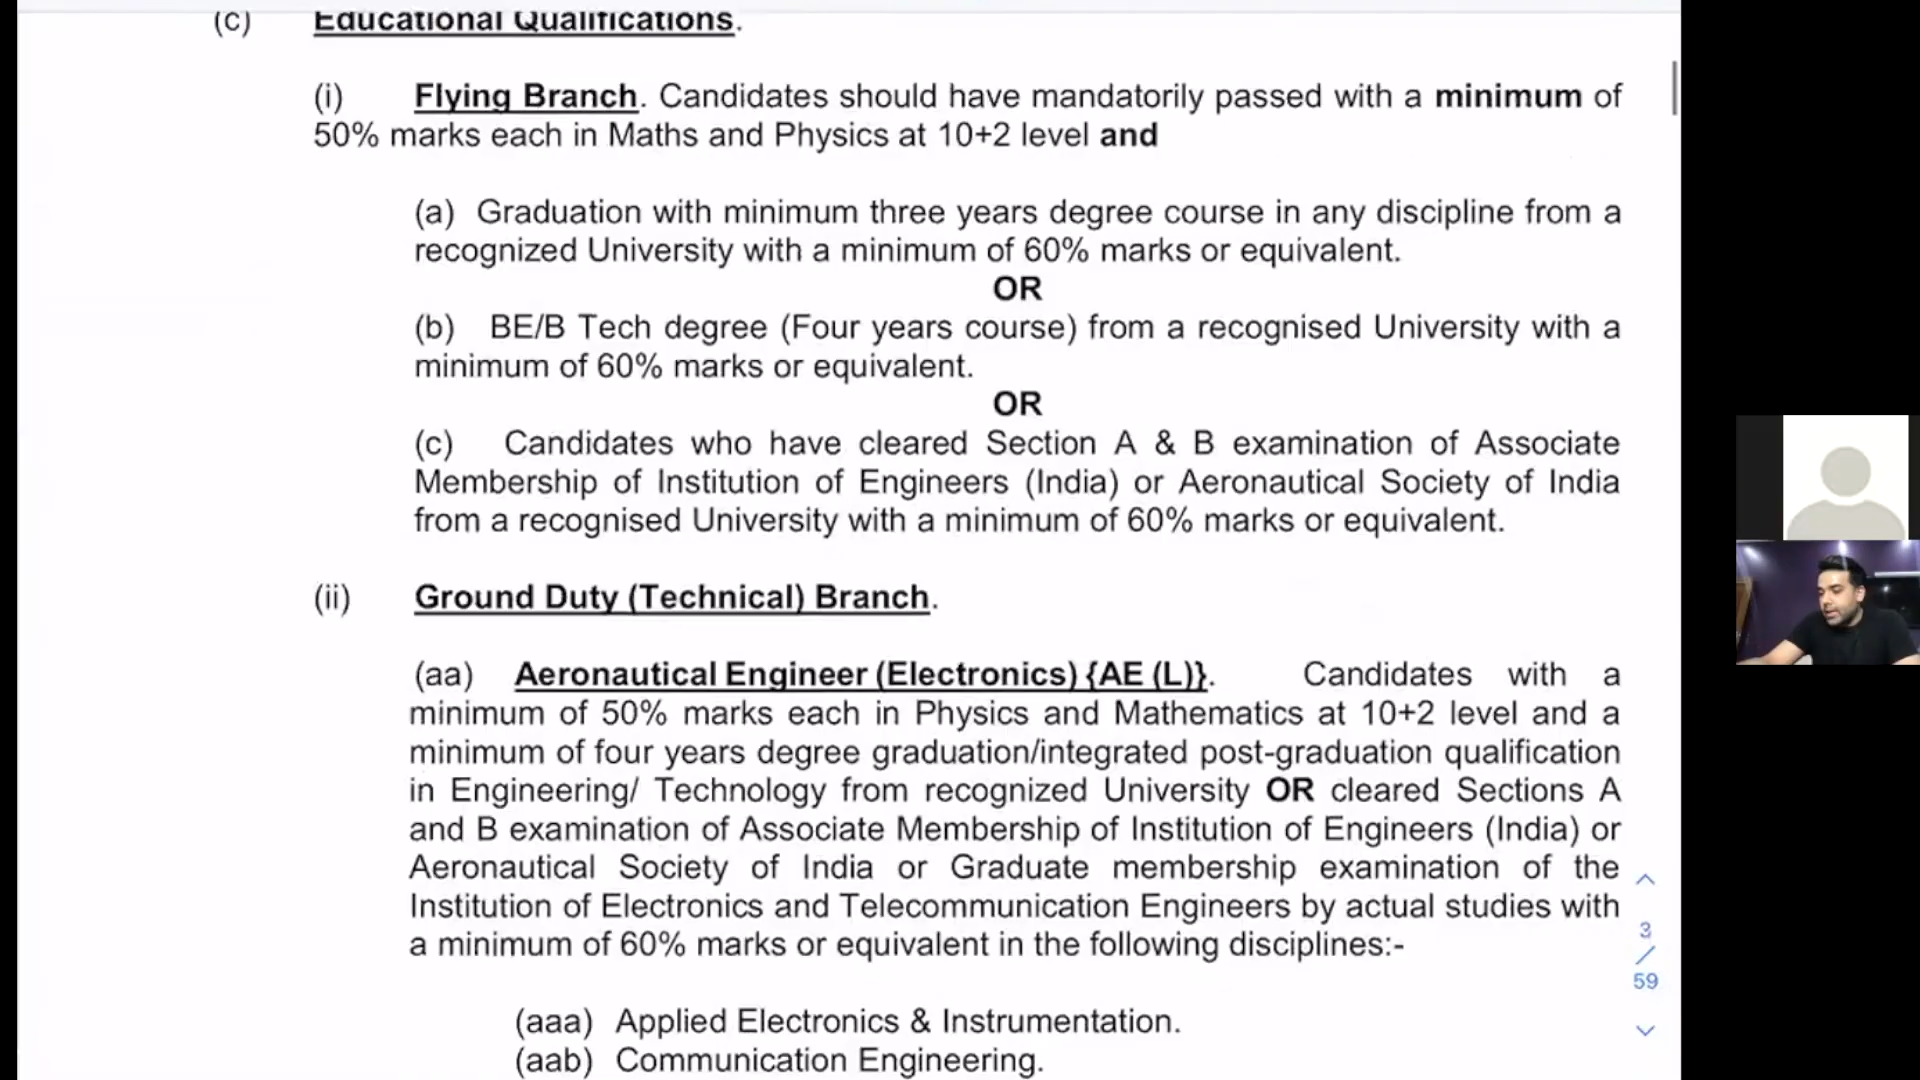 (c) Educational Qualifications.
(i) Flying Branch. Candidates should have mandatorily passed with a minimum of
50% marks each in Maths and Physics at 10+2 level and
(a) Graduation with minimum three years degree course in any discipline from a
recognized University with a minimum of 60% marks or equivalent.
OR
(b) BE/B Tech degree (Four years course) from a recognised University with a
minimum of 60% marks or equivalent.
OR
(c) Candidates who have cleared Section A & B examination of Associate
Membership of Institution of Engineers (India) or Aeronautical Society of India
from a recognised University with a minimum of 60% marks or equivalent.
(ii) Ground Duty (Technical) Branch.
(aa) Aeronautical Engineer (Electronics) {AE (L)}. Candidates with a
minimum of 50% marks each in Physics and Mathematics at 10+2 level and a
minimum of four years degree graduation/integrated post-graduation qualification
in Engineering/ Technology from recognized University OR cleared Sections A
and B examination of Associate Membership of Institution of Engineers (India) or
Aeronautical Society of India or Graduate membership examination of the
Institution of Electronics and Telecommunication Engineers by actual studies with
a minimum of 60% marks or equivalent in the following disciplines:-
(aaa) Applied Electronics & Instrumentation.
(aab) Communication Engineering.
3
/
59